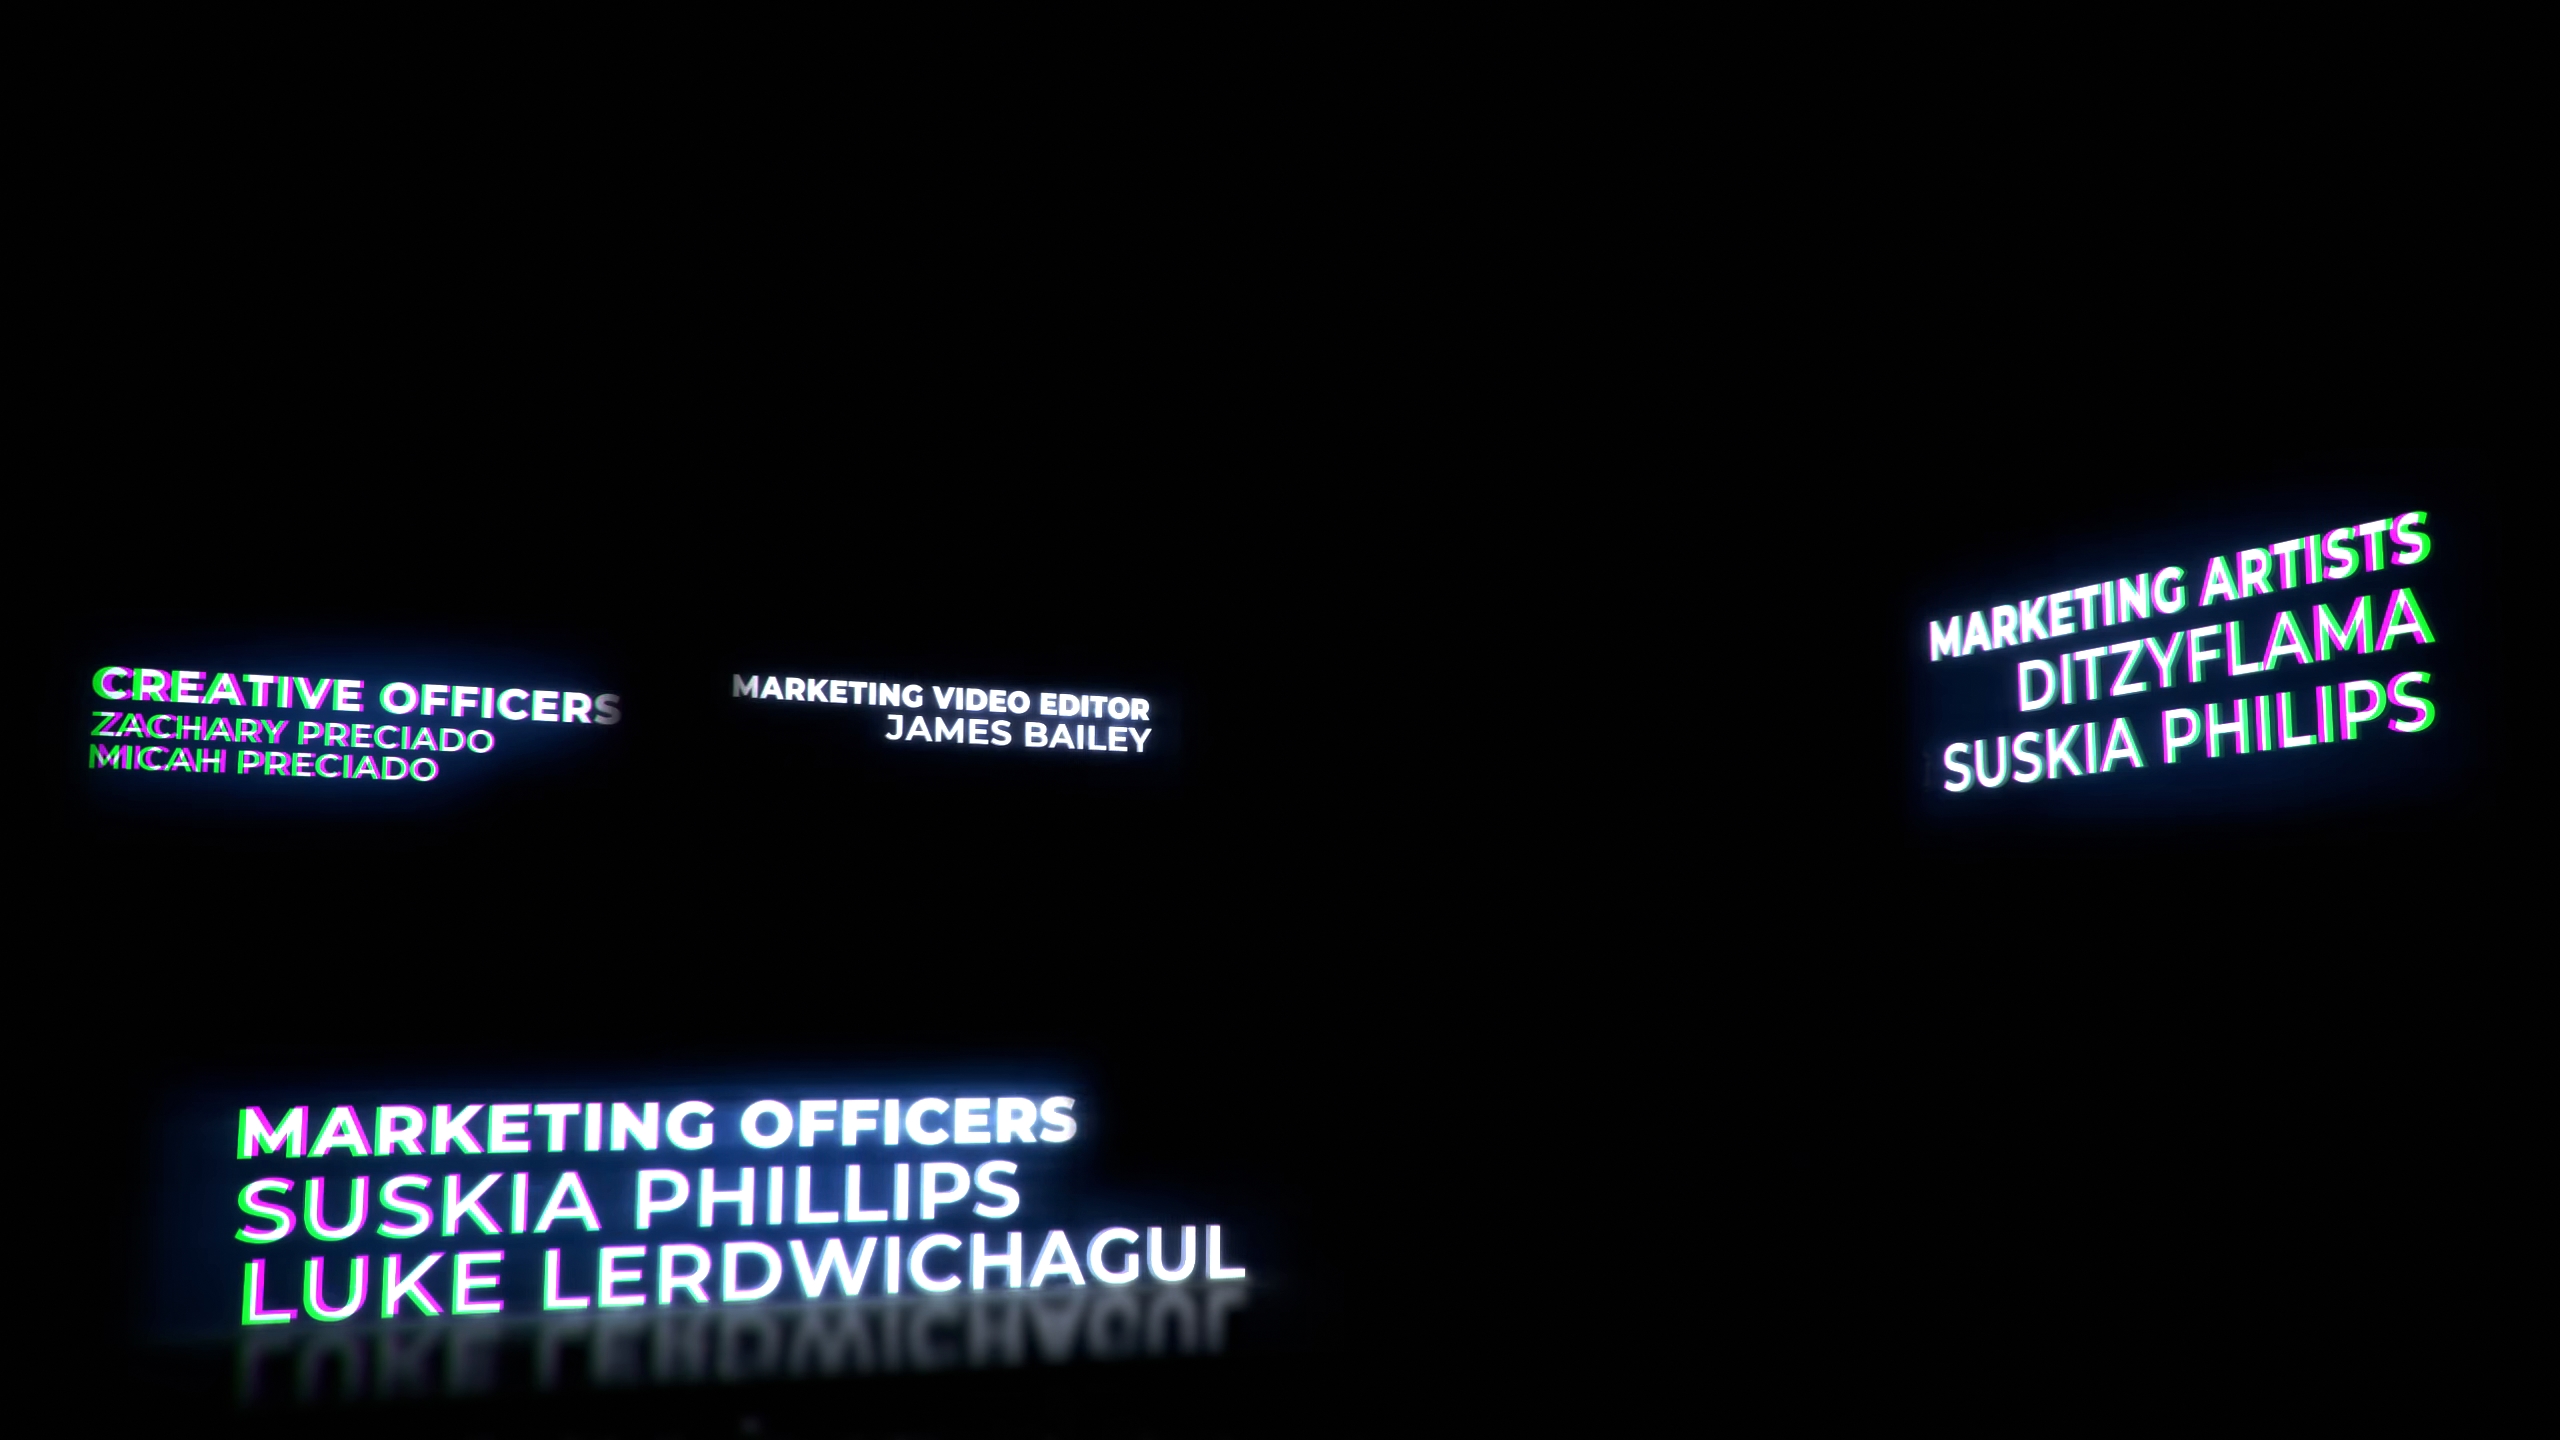 CREATIVE OFFICERS
ZACHARY PRECIADO
MICAH PRECIADO
MARKETING VIDEO EDITOR
JAMES BAILEY
MARKETING ARTISTS
DITZYFLAMA
SUSKIA PHILIPS
MARKETING OFFICERS
SUSKIA PHILLIPS
LUKE LERDWICHAGUL